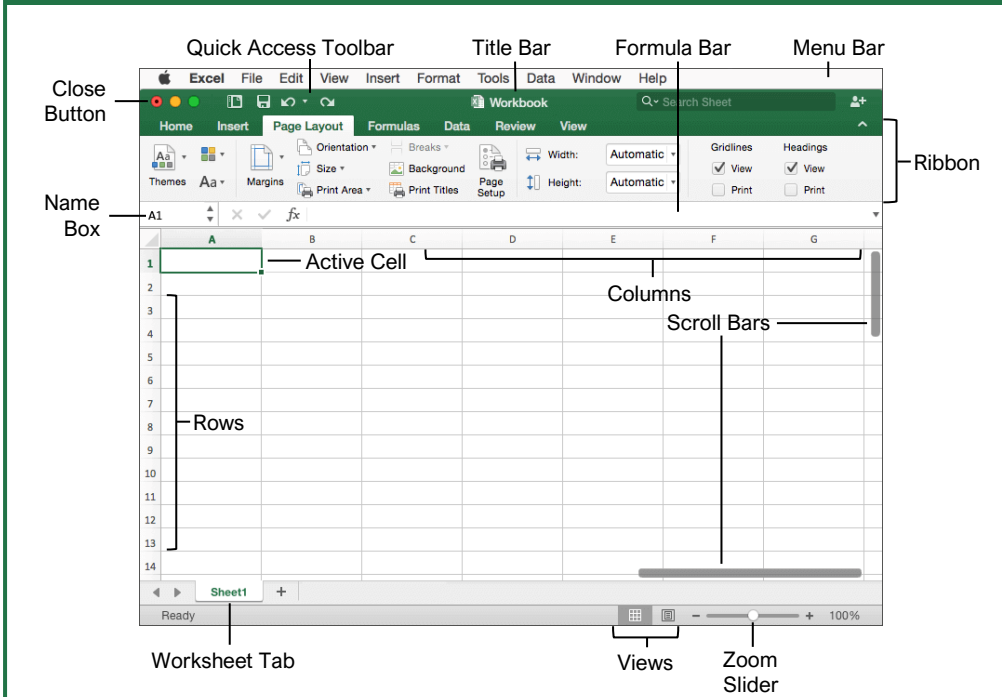 Quick Access Toolbar Title Bar Formula Bar Menu Bar
Excel File Edit View Insert Format Tools Data Window Help
Close
Button
Workbook
Search Sheet
Home Insert Page Layout Formulas Data Review View
Aa
Themes
Aa
Margins
Orientation
Size
Print Area
Breaks
Background
Print Titles
Page
Setup
Width: Automatic
Height: Automatic
Gridlines
View
Print
Headings
View
Print
Ribbon
Name
Box
A1 fx
A B C D E F G
1 Active Cell
2 Columns
3
Scroll Bars
4
5
6
7
8 Rows
9
10
11
12
13
14
Sheet1 +
Ready − + 100%
Worksheet Tab Views Zoom
Slider